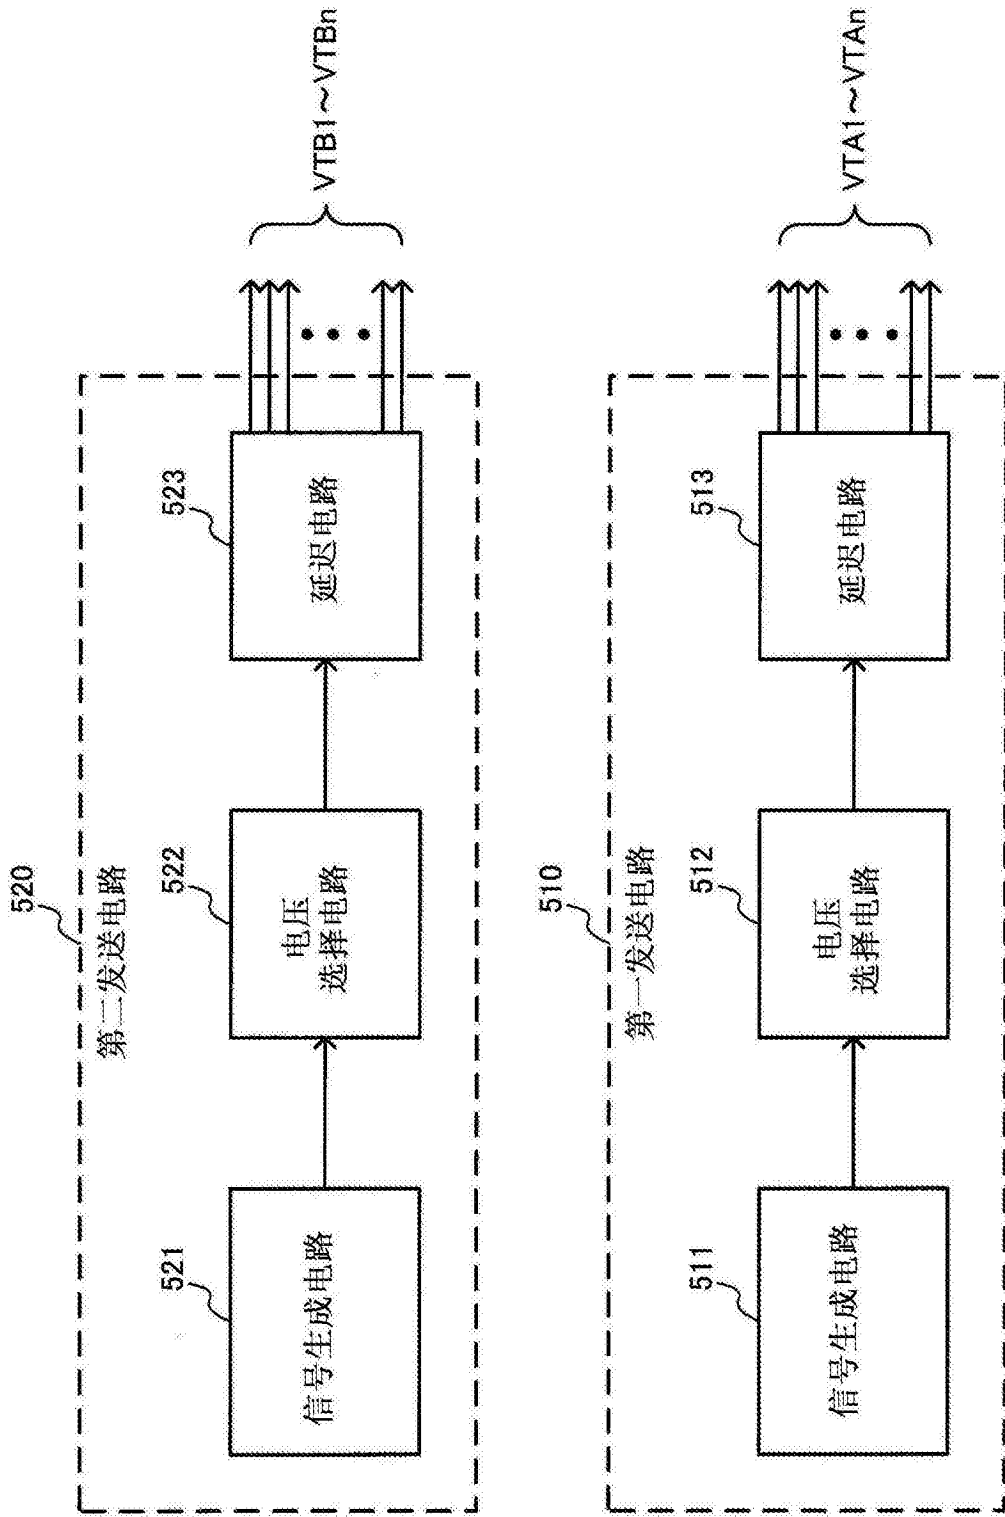 520
第二发送电路
521
信号生成电路
522
电压
选择电路
523
延迟电路
VTB1～VTBn
510
第一发送电路
511
信号生成电路
512
电压
选择电路
513
延迟电路
VTA1～VTAn